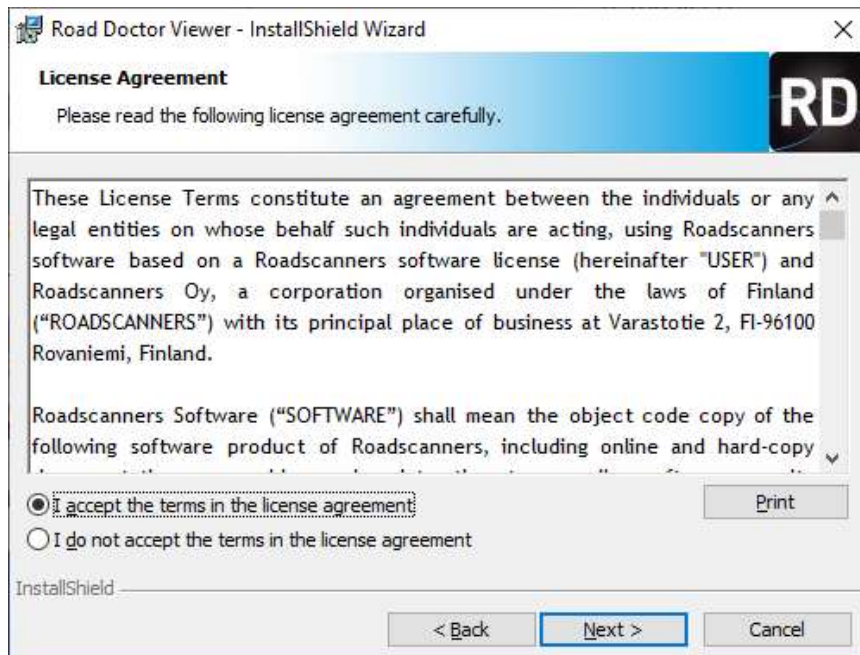 Road Doctor Viewer - InstallShield Wizard
License Agreement
Please read the following license agreement carefully.
RD
These License Terms constitute an agreement between the individuals or any
legal entities on whose behalf such individuals are acting, using Roadscanners
software based on a Roadscanners software license (hereinafter "USER") and
Roadscanners Oy, a corporation organised under the laws of Finland
(“ROADSCANNERS”) with its principal place of business at Varastotie 2, FI-96100
Rovaniemi, Finland.
Roadscanners Software (“SOFTWARE”) shall mean the object code copy of the
following software product of Roadscanners, including online and hard-copy
I accept the terms in the license agreement
Print
I do not accept the terms in the license agreement
InstallShield
< Back
Next >
Cancel